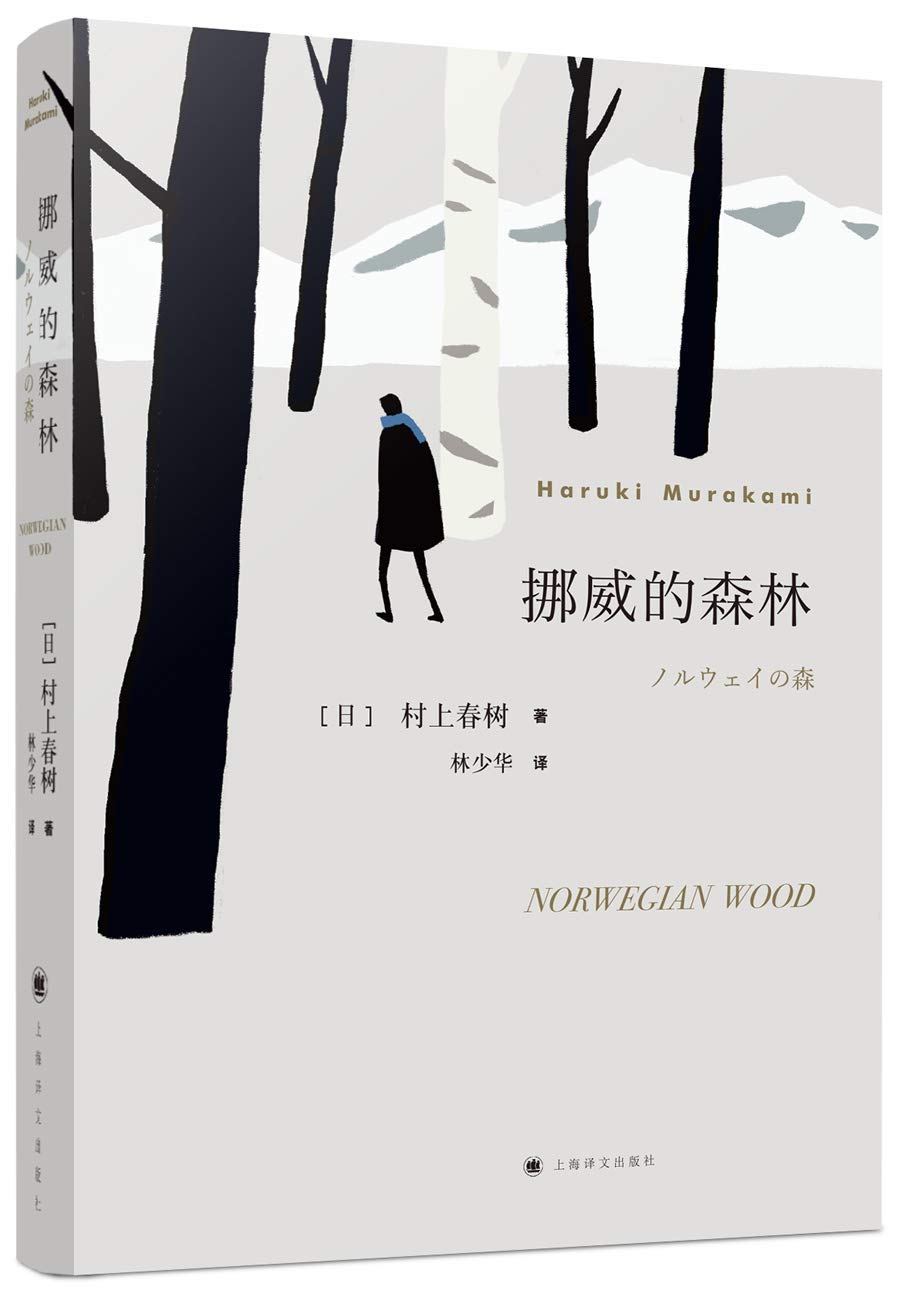 Haruki
Murakami
挪威的森林
ノルウェイの森
NORWEGIAN
WOOD
[日]村上春树 著
林少华 译
上海译文出版社
Haruki Murakami
挪威的森林
ノルウェイの森
[日] 村上春树 著
林少华 译
NORWEGIAN WOOD
上海译文出版社